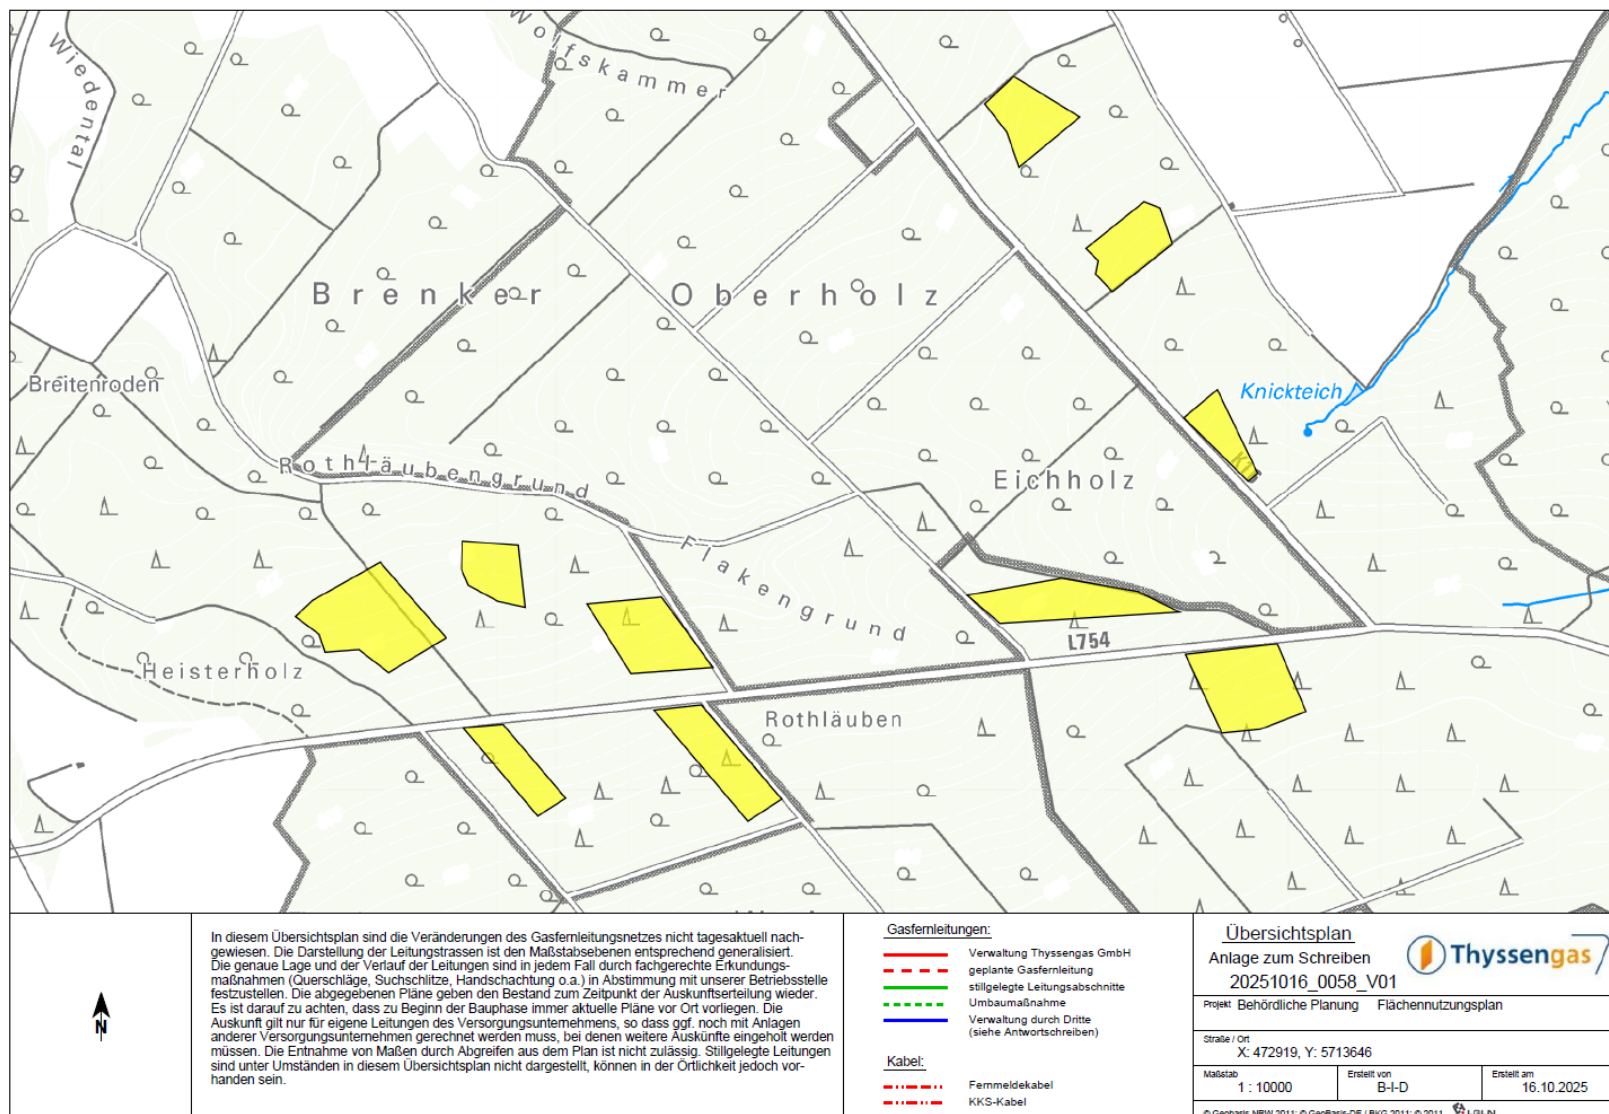 Wiedental
Wolfskammer
Brenker Oberholz
Breitenroden
Knickteich
Rothläubengrund
Eichholz
Flakengrund
L754
Heisterholz
Rothläuben
In diesem Übersichtsplan sind die Veränderungen des Gasfernleitungsnetzes nicht tagesaktuell nach-
gewiesen. Die Darstellung der Leitungstrassen ist den Maßstabsebenen entsprechend generalisiert.
Die genaue Lage und der Verlauf der Leitungen sind in jedem Fall durch fachgerechte Erkundungs-
maßnahmen (Querschläge, Suchschlitze, Handschachtung o.a.) in Abstimmung mit unserer Betriebsstelle
festzustellen. Die abgegebenen Pläne geben den Bestand zum Zeitpunkt der Auskunftserteilung wieder.
Es ist darauf zu achten, dass zu Beginn der Bauphase immer aktuelle Pläne vor Ort vorliegen. Die
Auskunft gilt nur für eigene Leitungen des Versorgungsunternehmens, so dass ggf. noch mit Anlagen
anderer Versorgungsunternehmen gerechnet werden muss, bei denen weitere Auskünfte eingeholt werden
müssen. Die Entnahme von Maßen durch Abgreifen aus dem Plan ist nicht zulässig. Stillgelegte Leitungen
sind unter Umständen in diesem Übersichtsplan nicht dargestellt, können in der Örtlichkeit jedoch vor-
handen sein.
N
Gasfernleitungen:
Verwaltung Thyssengas GmbH
geplante Gasfernleitung
stillgelegte Leitungsabschnitte
Umbaumaßnahme
Verwaltung durch Dritte
(siehe Antwortschreiben)
Kabel:
Fernmeldekabel
KKS-Kabel
Übersichtsplan
Anlage zum Schreiben
20251016_0058_V01
Thyssengas
Projekt Behördliche Planung Flächennutzungsplan
Straße / Ort
X: 472919, Y: 5713646
Maßstab
1 : 10000
Erstellt von
B-I-D
Erstellt am
16.10.2025